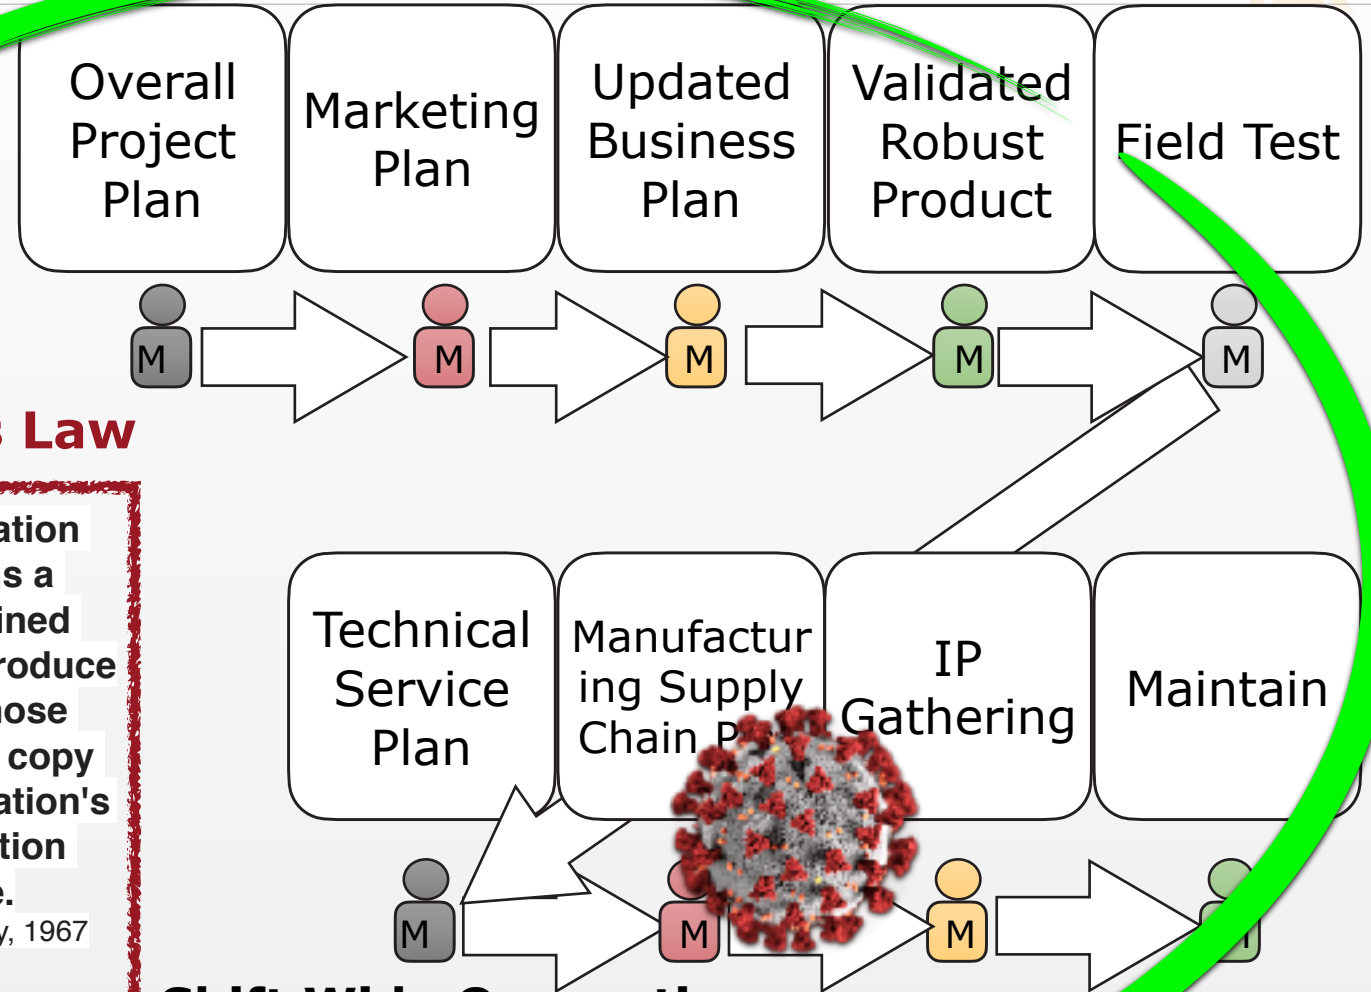 Overall
Project
Plan
Marketing
Plan
Updated
Business
Plan
Validated
Robust
Product
Field Test
M
M
M
M
M
s Law
ation
s a
ined
roduce
nose
copy
ation's
tion
y, 1967
Technical
Service
Plan
Manufactur
ing Supply
Chain
IP
Gathering
Maintain
M
M
M